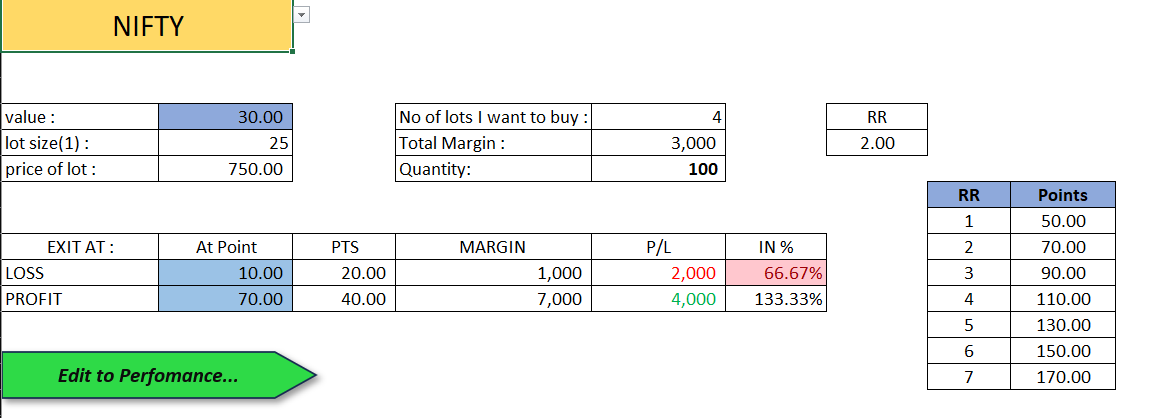 NIFTY
value : 30.00 No of lots I want to buy : 4 RR
lot size(1) : 25 Total Margin : 3,000 2.00
price of lot : 750.00 Quantity: 100
RR Points
1 50.00
EXIT AT : At Point PTS MARGIN P/L IN % 2 70.00
LOSS 10.00 20.00 1,000 2,000 66.67% 3 90.00
PROFIT 70.00 40.00 7,000 4,000 133.33% 4 110.00
5 130.00
6 150.00
Edit to Perfomance... 7 170.00